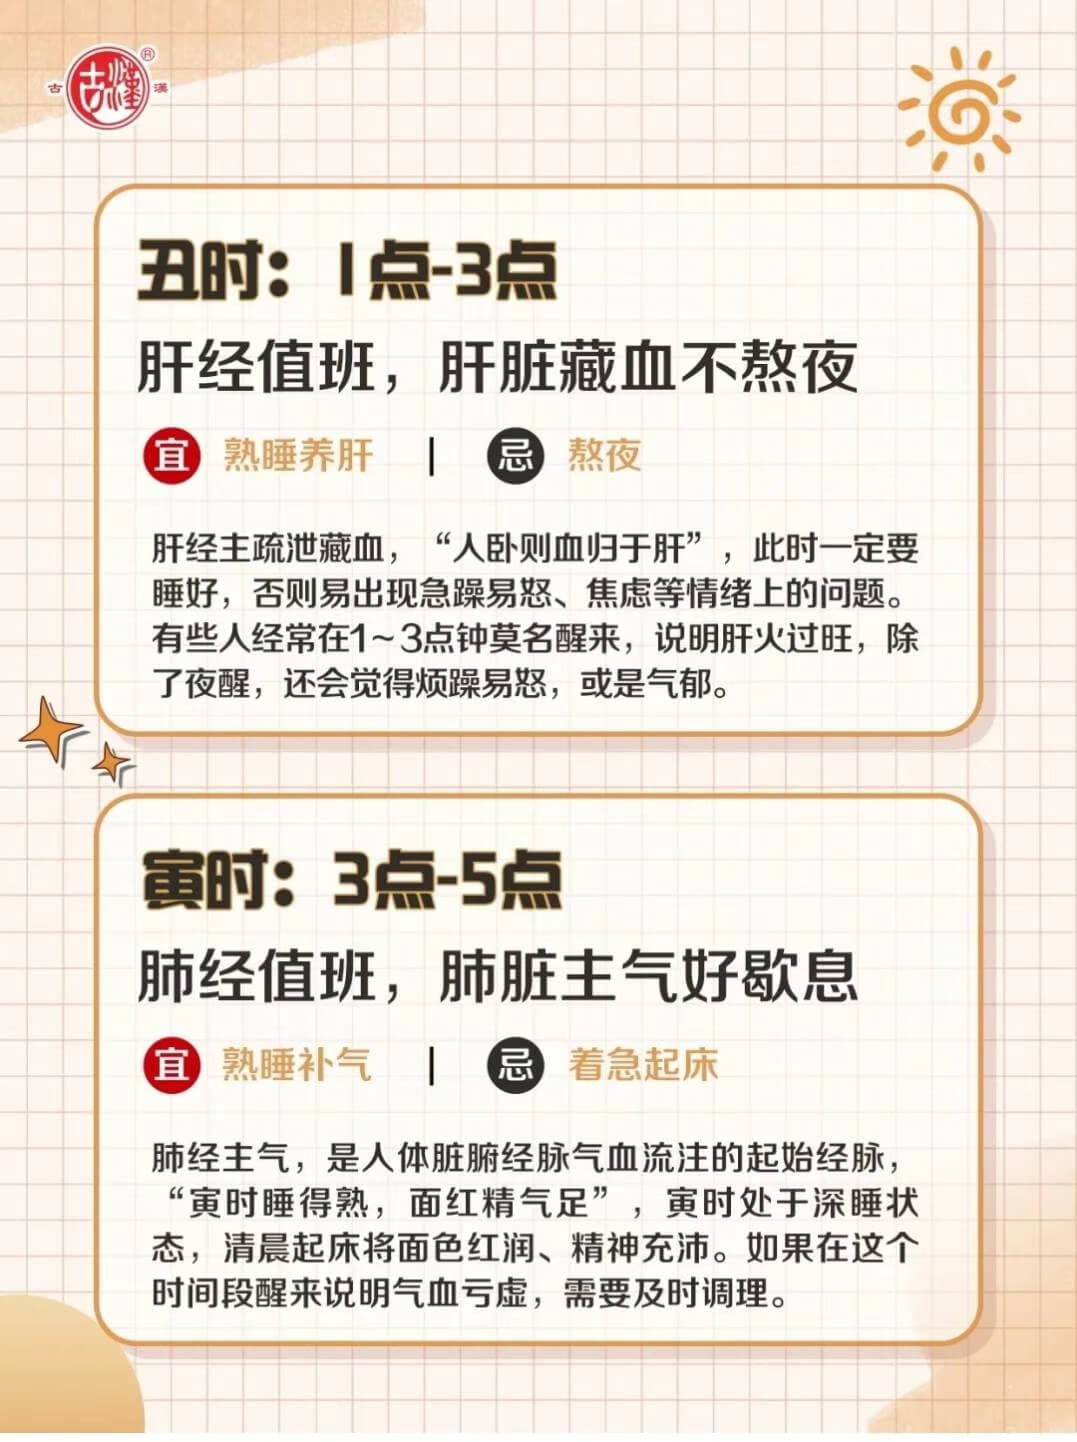 古漢®
古 漢
丑时：1点-3点
肝经值班，肝脏藏血不熬夜
宜 熟睡养肝 | 忌 熬夜
肝经主疏泄藏血，“人卧则血归于肝”，此时一定要
睡好，否则易出现急躁易怒、焦虑等情绪上的问题。
有些人经常在1~3点钟莫名醒来，说明肝火过旺，除
了夜醒，还会觉得烦躁易怒，或是气郁。
寅时：3点-5点
肺经值班，肺脏主气好歇息
宜 熟睡补气 | 忌 着急起床
肺经主气，是人体脏腑经脉气血流注的起始经脉，
“寅时睡得熟，面红精气足”，寅时处于深睡状
态，清晨起床将面色红润、精神充沛。如果在这个
时间段醒来说明气血亏虚，需要及时调理。